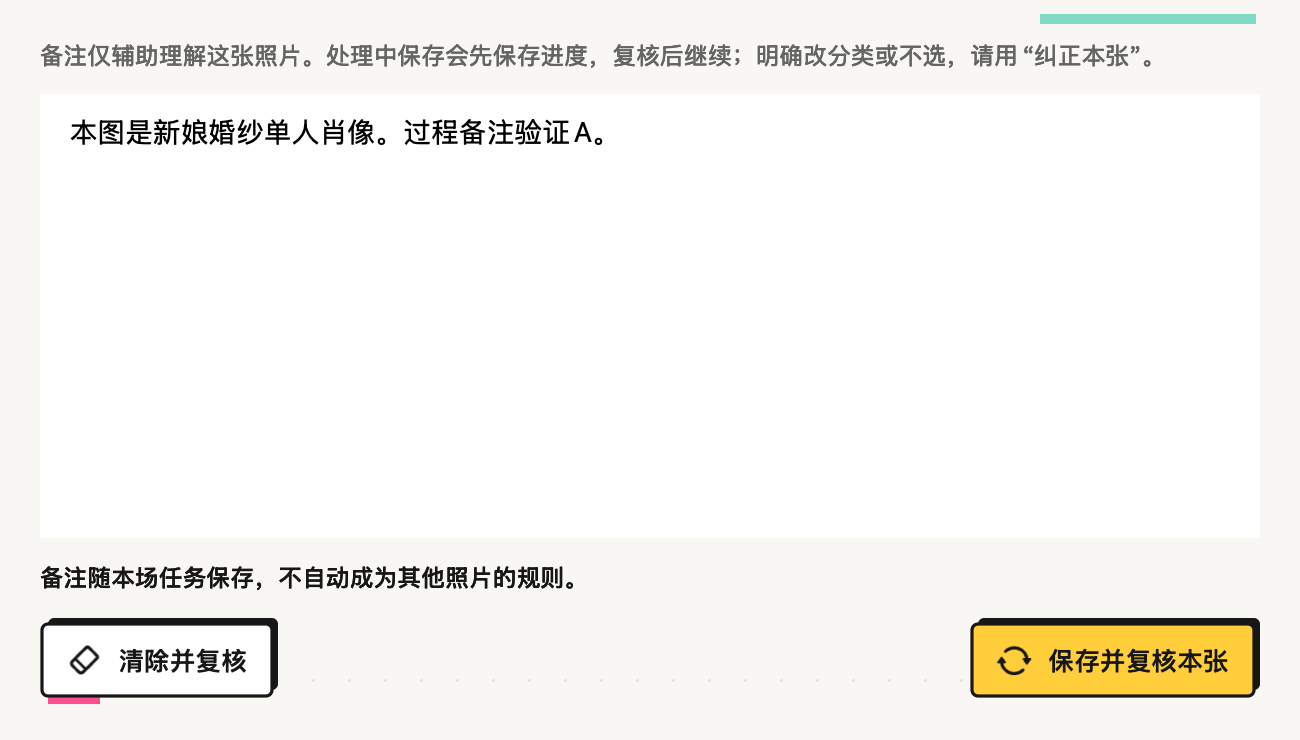 备注仅辅助理解这张照片。处理中保存会先保存进度，复核后继续；明确改分类或不选，请用“纠正本张”。
本图是新娘婚纱单人肖像。过程备注验证A。
备注随本场任务保存，不自动成为其他照片的规则。
清除并复核
保存并复核本张